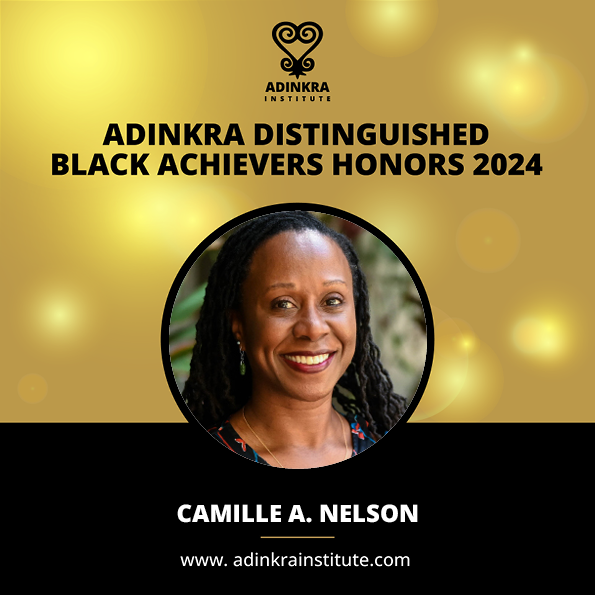 ADINKRA
INSTITUTE
ADINKRA DISTINGUISHED
BLACK ACHIEVERS HONORS 2024
CAMILLE A. NELSON
www. adinkrainstitute.com